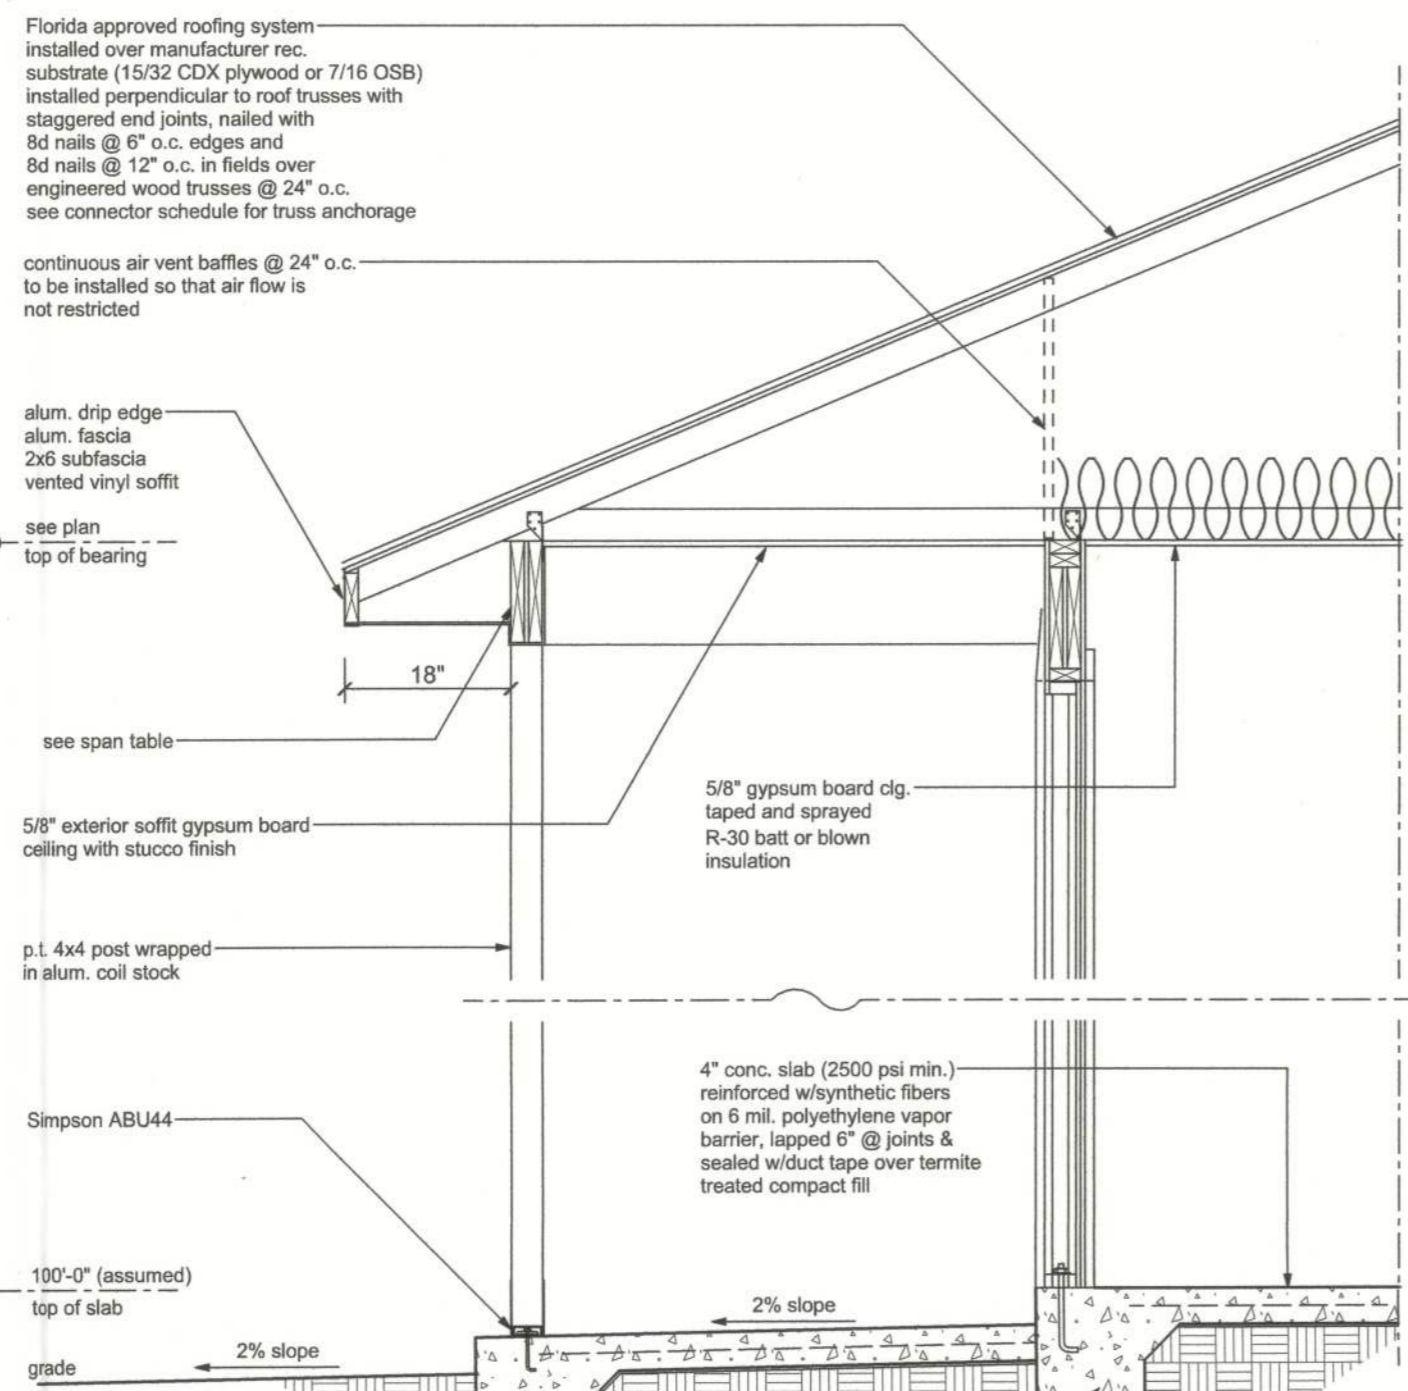 Florida approved roofing system
installed over manufacturer rec.
substrate (15/32 CDX plywood or 7/16 OSB)
installed perpendicular to roof trusses with
staggered end joints, nailed with
8d nails @ 6" o.c. edges and
8d nails @ 12" o.c. in fields over
engineered wood trusses @ 24" o.c.
see connector schedule for truss anchorage
continuous air vent baffles @ 24" o.c.
to be installed so that air flow is
not restricted
alum. drip edge
alum. fascia
2x6 subfascia
vented vinyl soffit
see plan
top of bearing
18"
see span table
5/8" exterior soffit gypsum board
ceiling with stucco finish
5/8" gypsum board clg.
taped and sprayed
R-30 batt or blown
insulation
p.t. 4x4 post wrapped
in alum. coil stock
4" conc. slab (2500 psi min.)
reinforced w/synthetic fibers
on 6 mil. polyethylene vapor
barrier, lapped 6" @ joints &
sealed w/duct tape over termite
treated compact fill
Simpson ABU44
100'-0" (assumed)
top of slab
2% slope
2% slope
grade